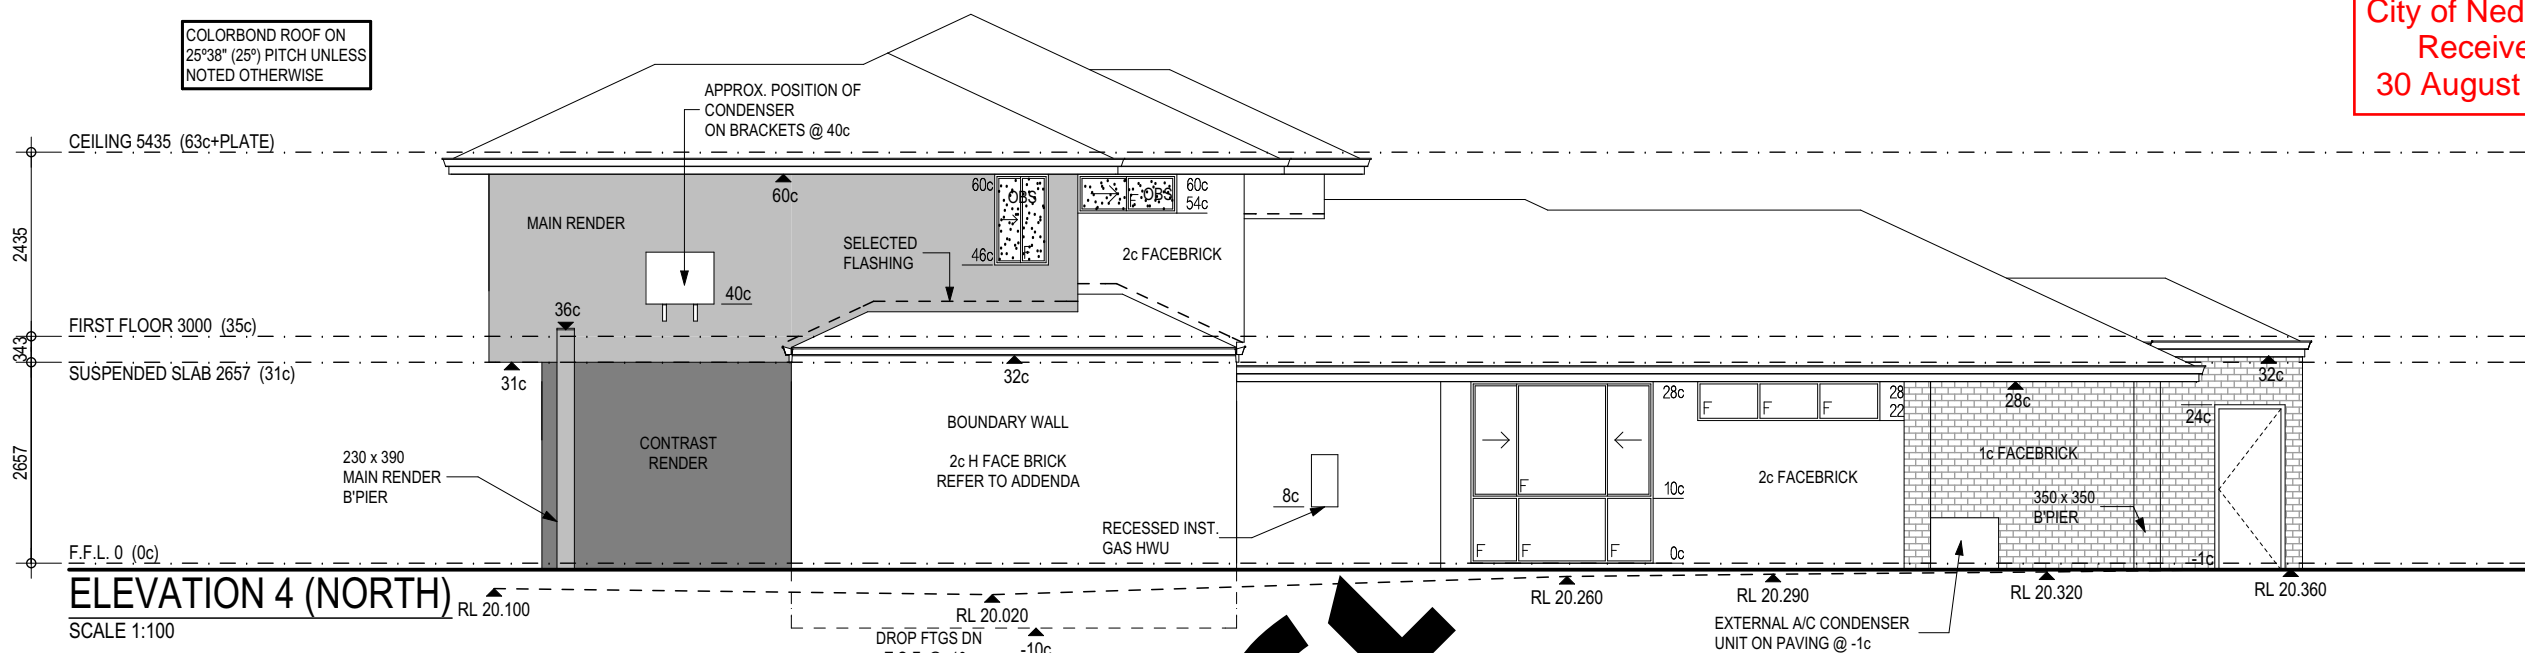 COLORBOND ROOF ON
25°38" (25°) PITCH UNLESS
NOTED OTHERWISE
City of Ned
Receive
30 August
APPROX. POSITION OF
CONDENSER
ON BRACKETS @ 40c
CEILING 5435 (63c+PLATE)
2435
FIRST FLOOR 3000 (35c)
343
SUSPENDED SLAB 2657 (31c)
2657
F.F.L. 0 (0c)
MAIN RENDER
60c
40c
36c
31c
SELECTED
FLASHING
60c
OBS
F
46c
F
OBS
60c
54c
2c FACEBRICK
32c
CONTRAST
RENDER
230 x 390
MAIN RENDER
B'PIER
BOUNDARY WALL
2c H FACE BRICK
REFER TO ADDENDA
8c
RECESSED INST.
GAS HWU
28c
F
10c
F
F
F
0c
F
F
F
28
22
2c FACEBRICK
28c
1c FACEBRICK
350 x 350
B'PIER
32c
24c
-1c
ELEVATION 4 (NORTH)
SCALE 1:100
RL 20.100
RL 20.020
RL 20.260
RL 20.290
RL 20.320
RL 20.360
DROP FTGS DN
-10c
EXTERNAL A/C CONDENSER
UNIT ON PAVING @ -1c